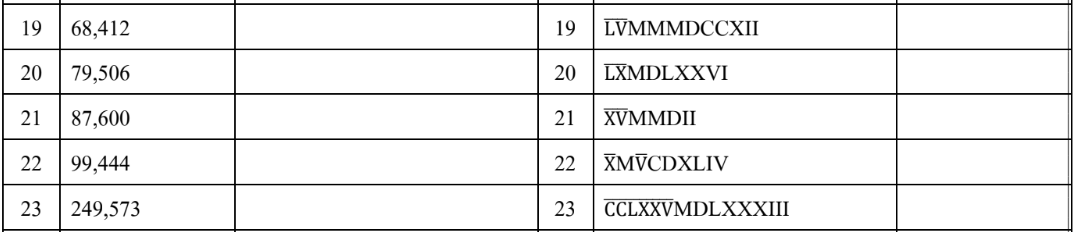 19 68,412 19 L̅V̅MMMDCCXII
20 79,506 20 L̅X̅MDLXXVI
21 87,600 21 X̅V̅MMDII
22 99,444 22 X̅MV̅CDXLIV
23 249,573 23 C̅C̅L̅X̅X̅V̅MDLXXXIII